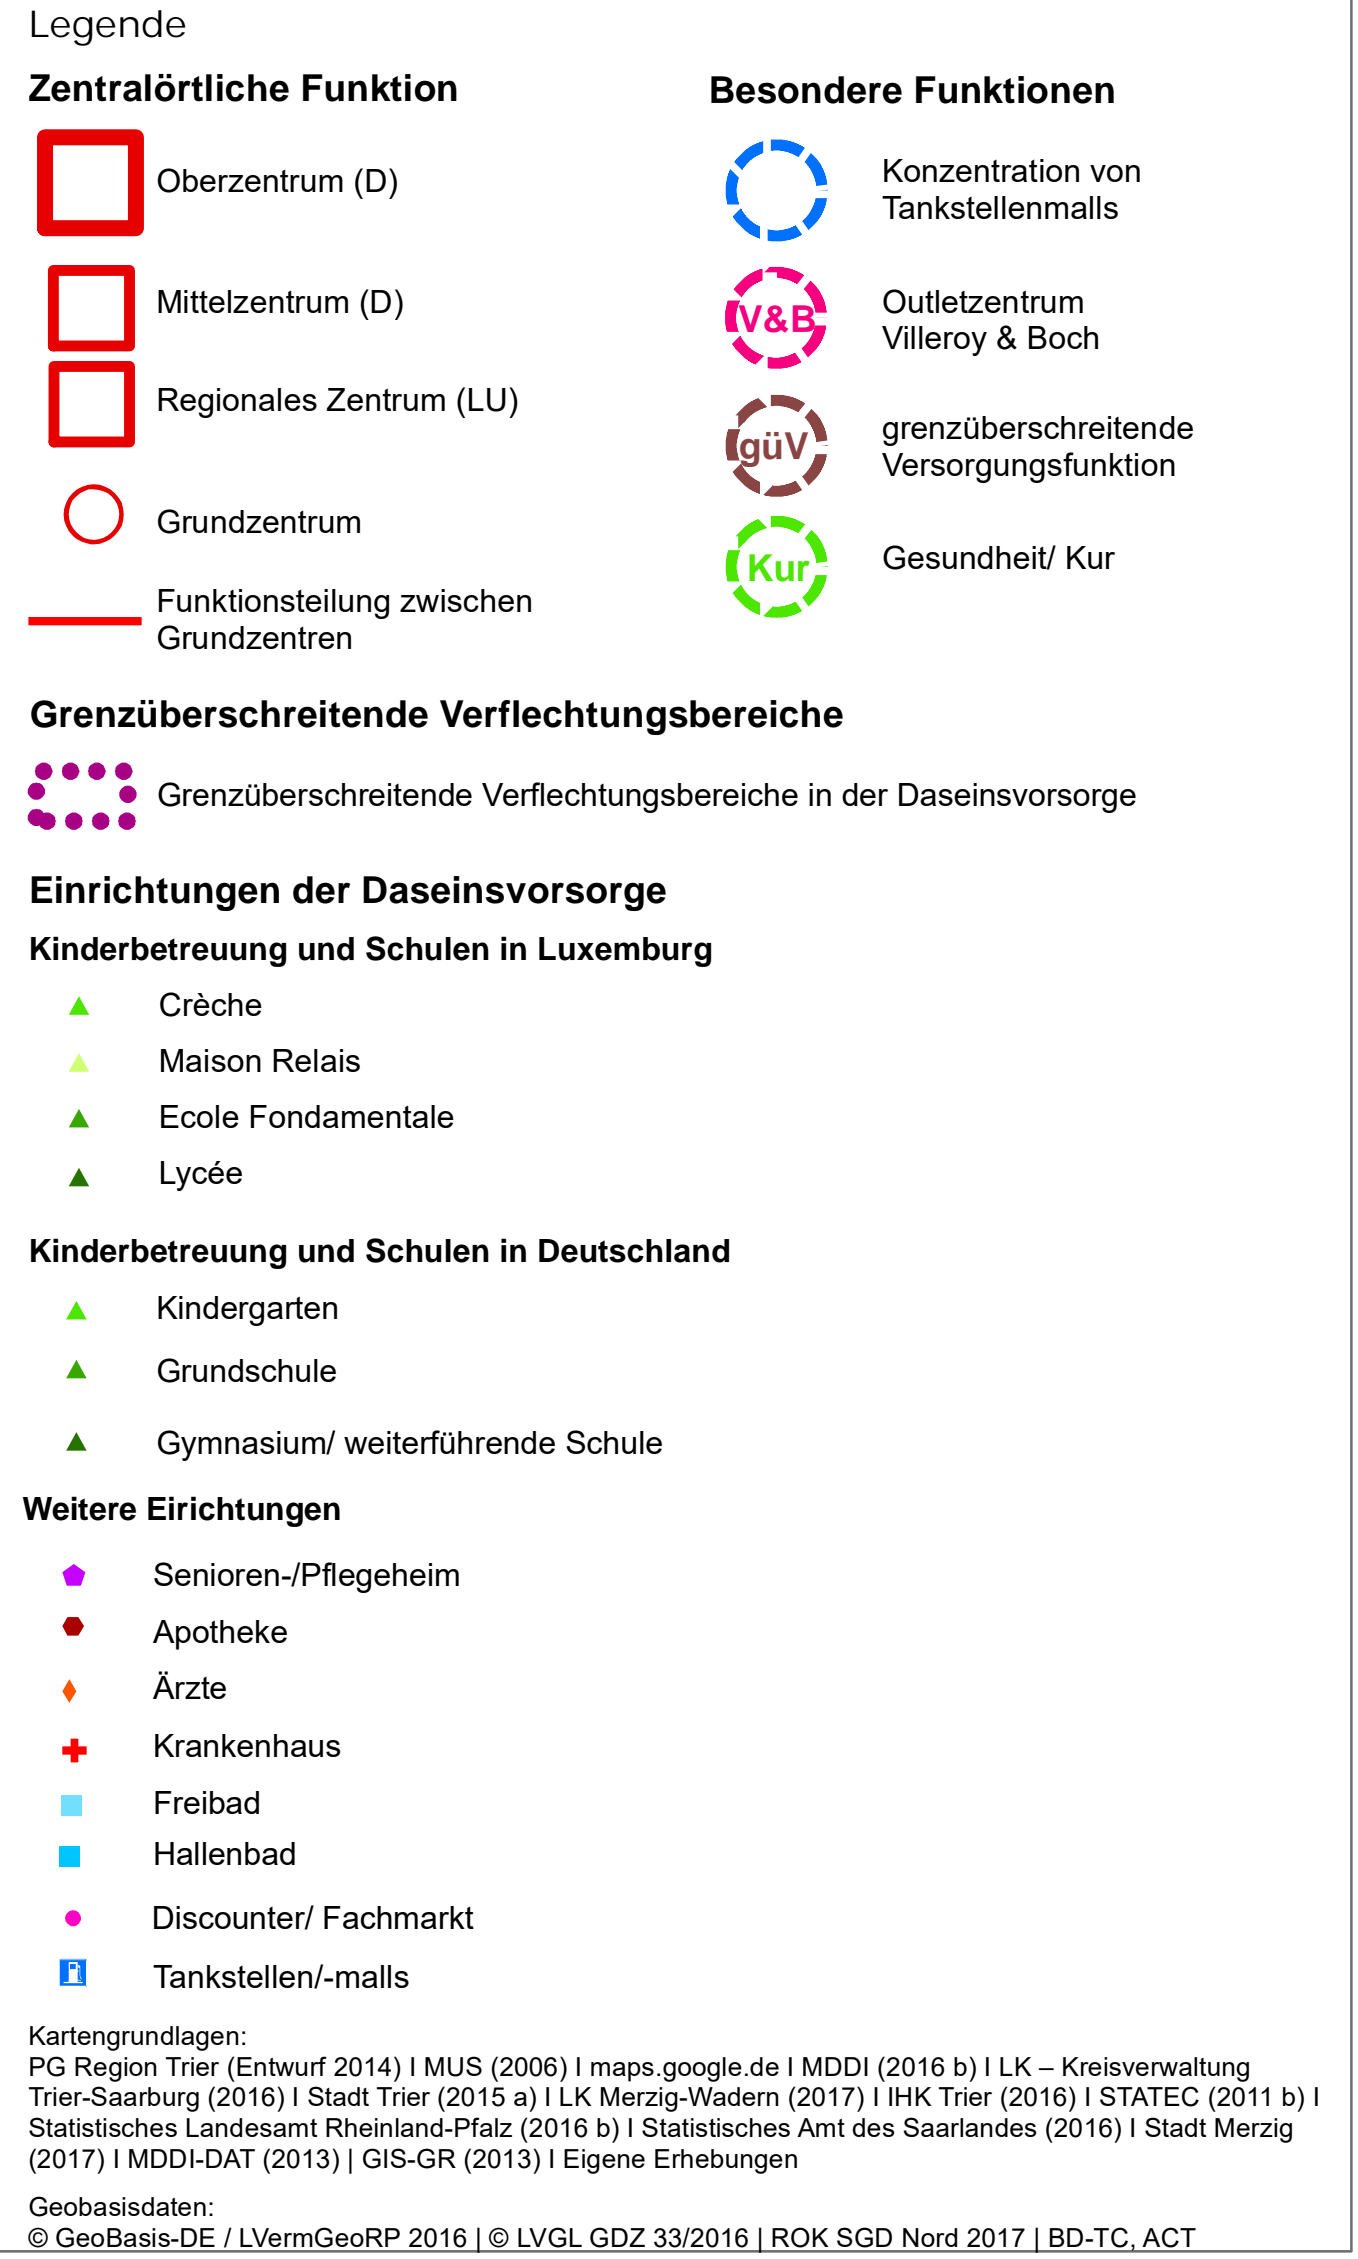 Legende
Zentralörtliche Funktion
Oberzentrum (D)
Mittelzentrum (D)
Regionales Zentrum (LU)
Grundzentrum
Funktionsteilung zwischen
Grundzentren
Besondere Funktionen
Konzentration von
Tankstellenmalls
V&B
Outletzentrum
Villeroy & Boch
güV
grenzüberschreitende
Versorgungsfunktion
Kur
Gesundheit/ Kur
Grenzüberschreitende Verflechtungsbereiche
Grenzüberschreitende Verflechtungsbereiche in der Daseinsvorsorge
Einrichtungen der Daseinsvorsorge
Kinderbetreuung und Schulen in Luxemburg
Crèche
Maison Relais
Ecole Fondamentale
Lycée
Kinderbetreuung und Schulen in Deutschland
Kindergarten
Grundschule
Gymnasium/ weiterführende Schule
Weitere Eirichtungen
Senioren-/Pflegeheim
Apotheke
Ärzte
Krankenhaus
Freibad
Hallenbad
Discounter/ Fachmarkt
Tankstellen/-malls
Kartengrundlagen:
PG Region Trier (Entwurf 2014) I MUS (2006) I maps.google.de I MDDI (2016 b) I LK – Kreisverwaltung
Trier-Saarburg (2016) I Stadt Trier (2015 a) I LK Merzig-Wadern (2017) I IHK Trier (2016) I STATEC (2011 b) I
Statistisches Landesamt Rheinland-Pfalz (2016 b) I Statistisches Amt des Saarlandes (2016) I Stadt Merzig
(2017) I MDDI-DAT (2013) | GIS-GR (2013) I Eigene Erhebungen
Geobasisdaten:
© GeoBasis-DE / LVermGeoRP 2016 | © LVGL GDZ 33/2016 | ROK SGD Nord 2017 | BD-TC, ACT